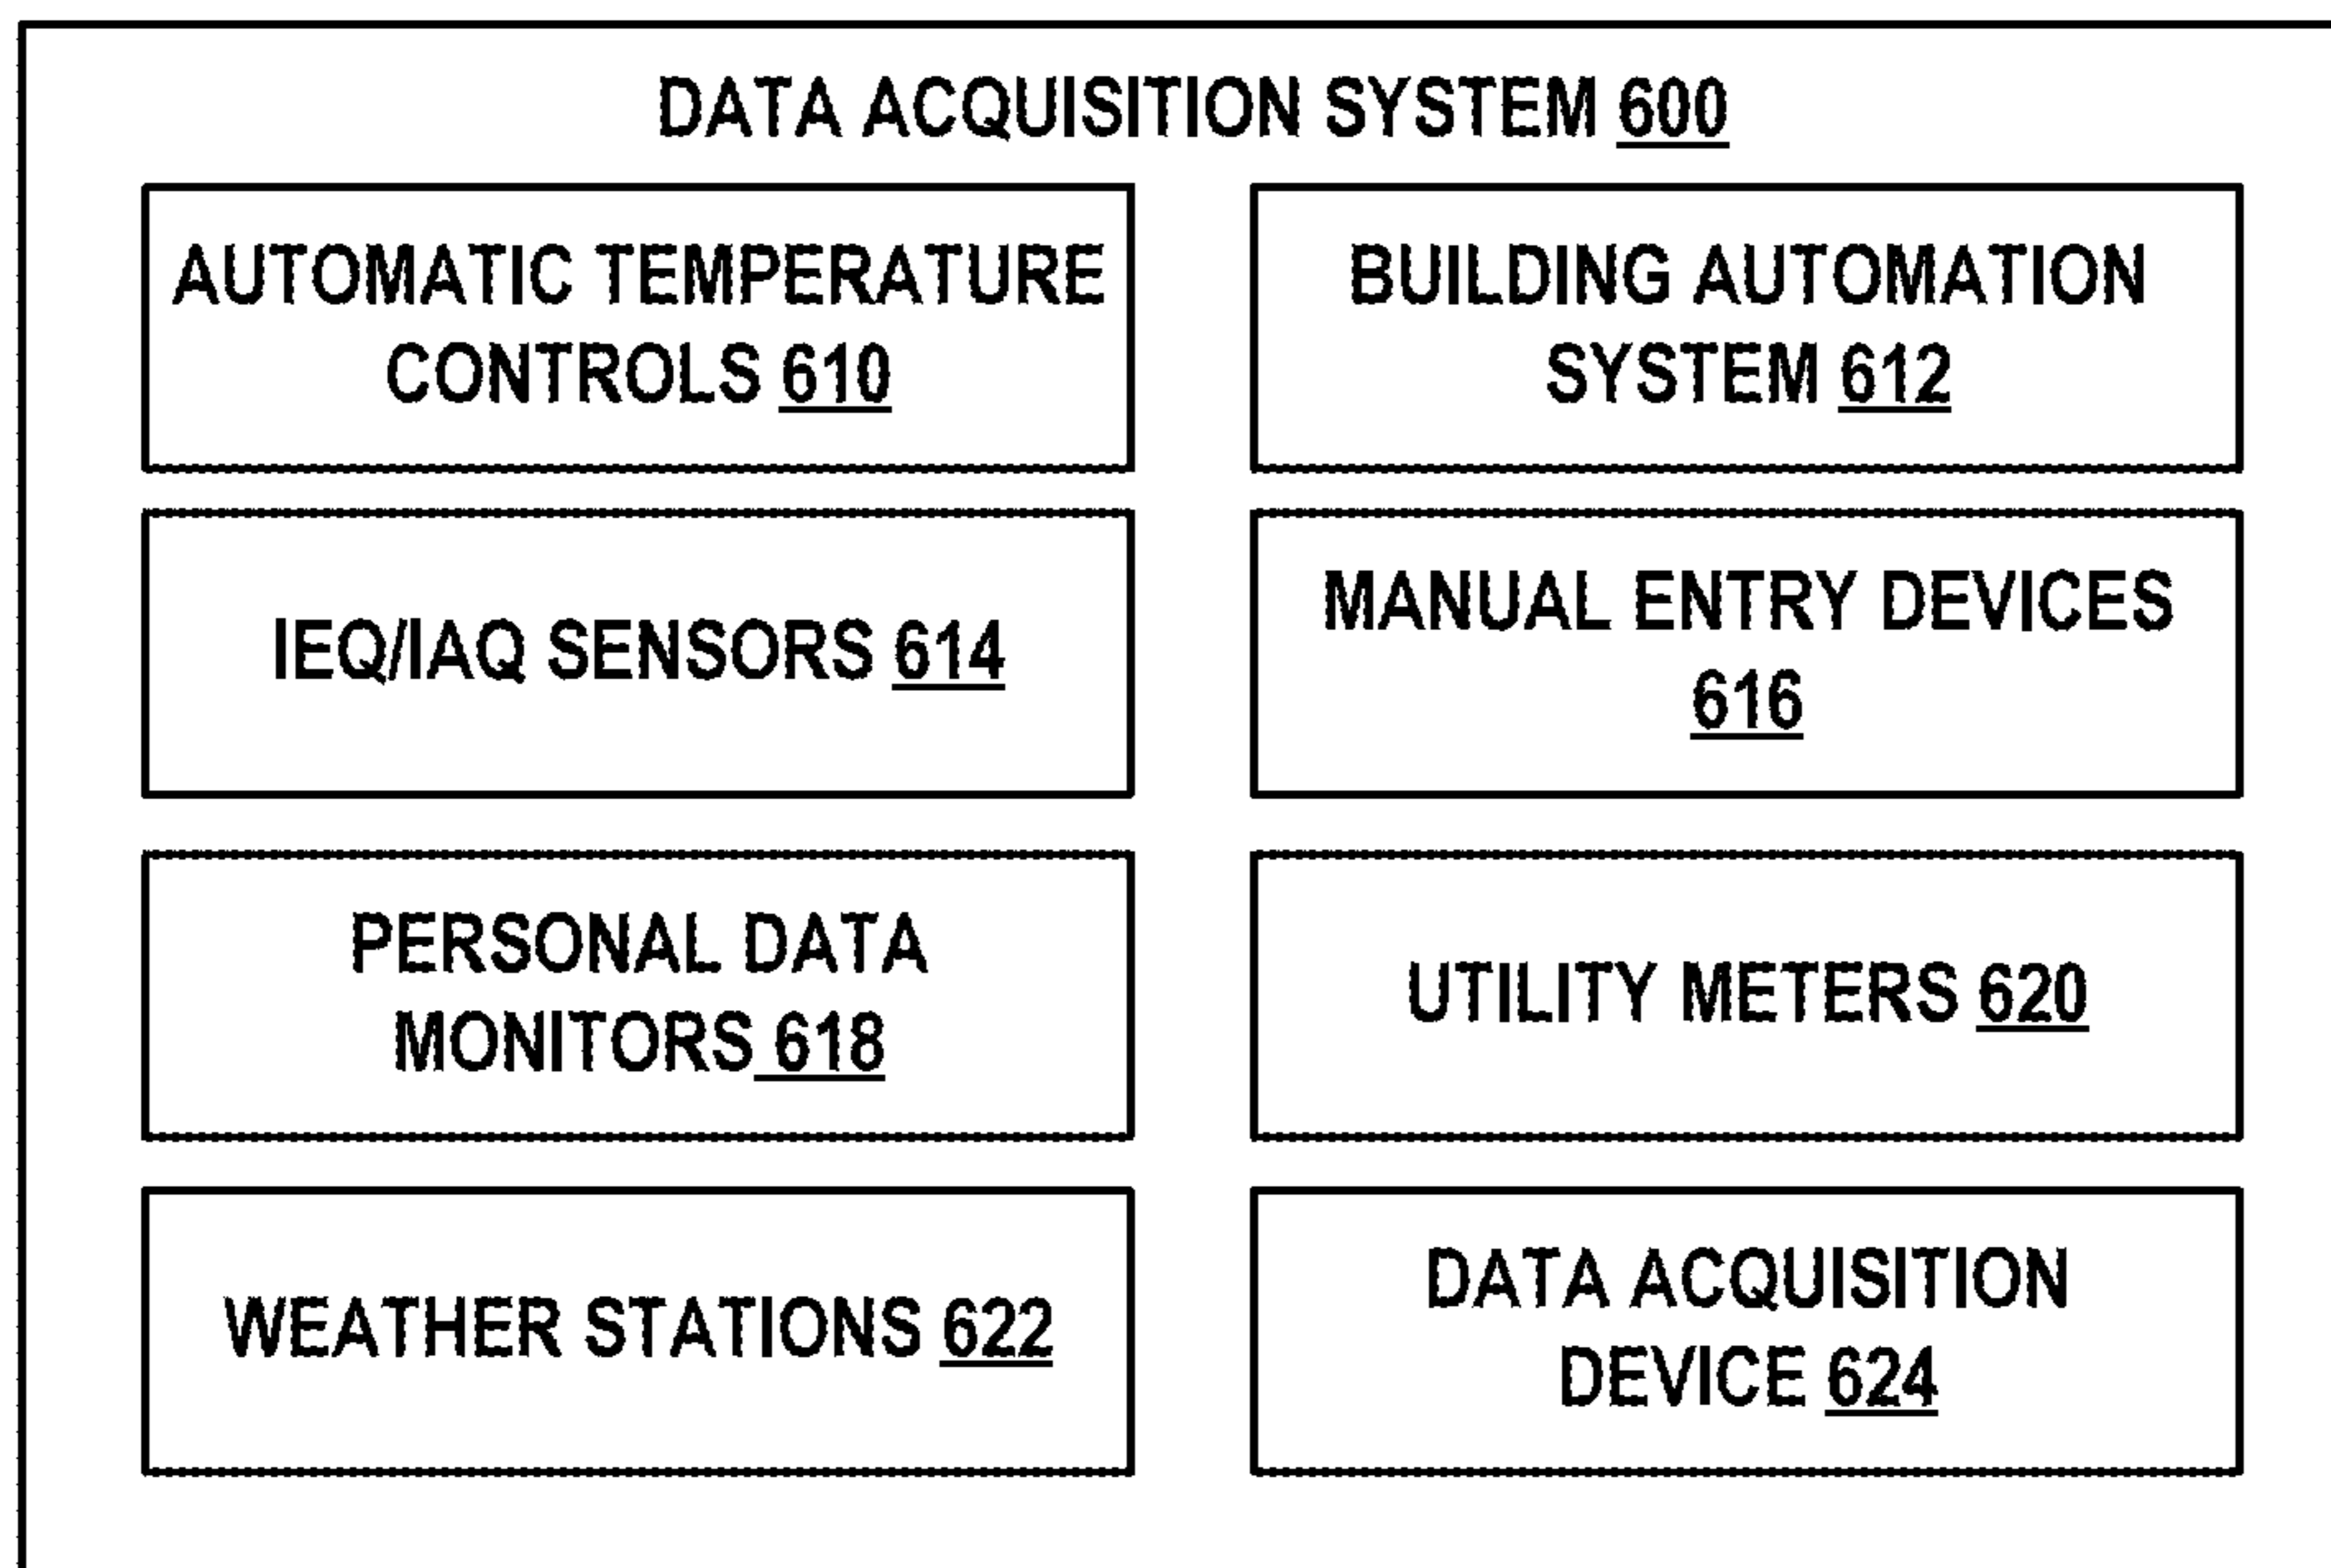 DATA ACQUISITION SYSTEM 600
AUTOMATIC TEMPERATURE
CONTROLS 610
BUILDING AUTOMATION
SYSTEM 612
IEQ/IAQ SENSORS 614
MANUAL ENTRY DEVICES
616
PERSONAL DATA
MONITORS 618
UTILITY METERS 620
WEATHER STATIONS 622
DATA ACQUISITION
DEVICE 624